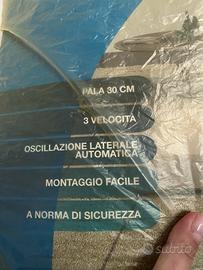 PALA 30 CM
3 VELOCITÀ
OSCILLAZIONE LATERALE
AUTOMATICA
MONTAGGIO FACILE
A NORMA DI SICUREZZA
subito